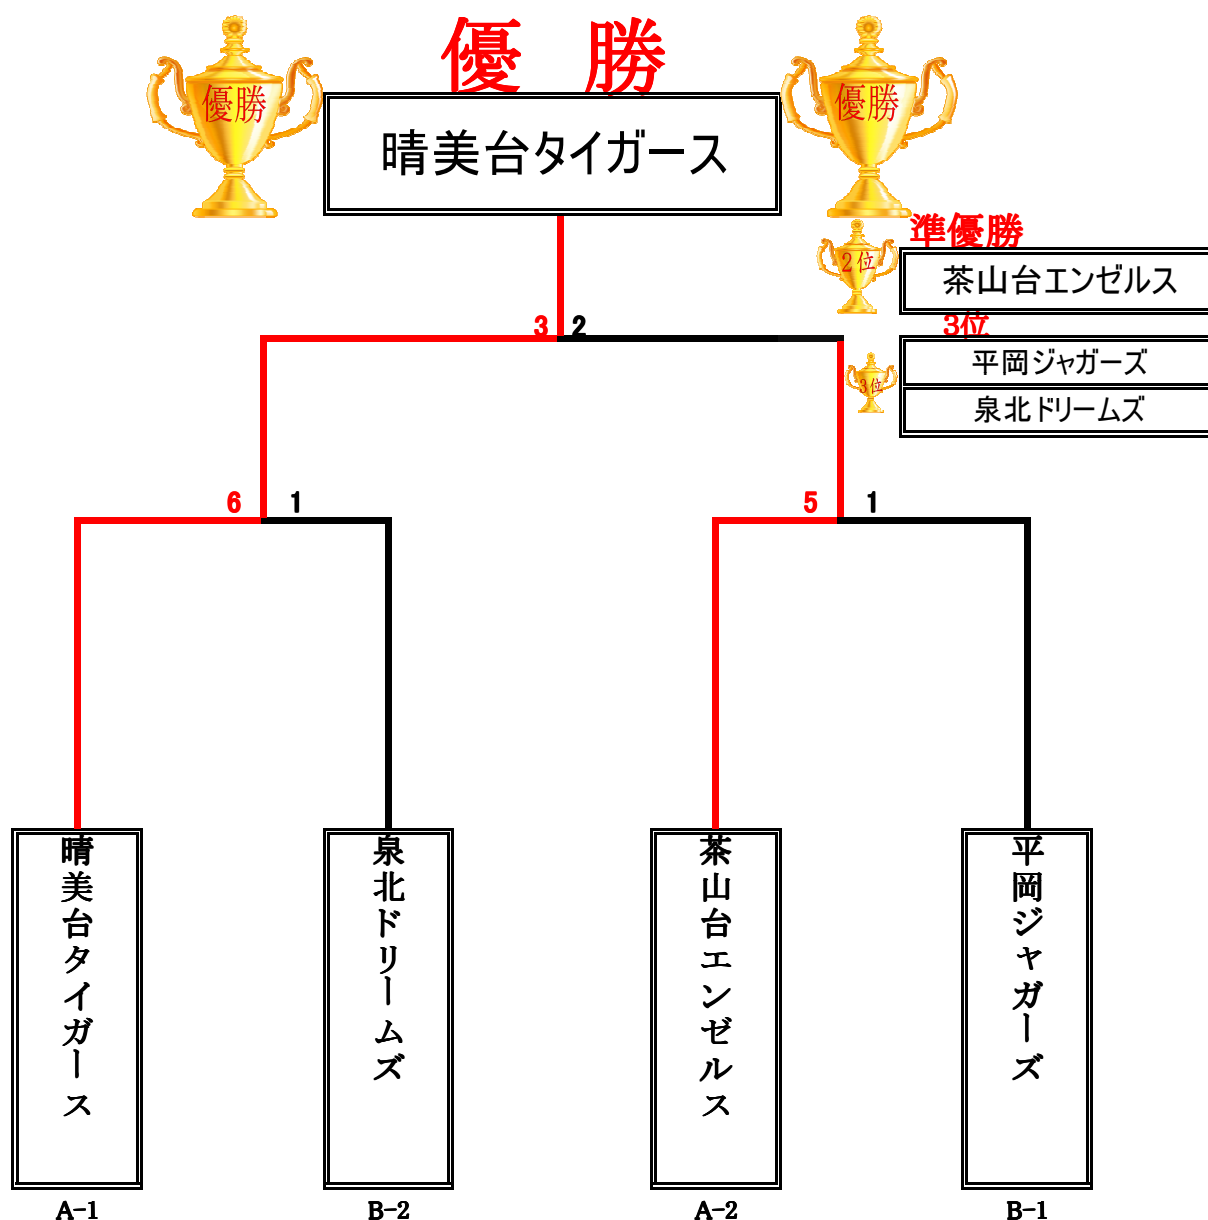 優　勝
優勝
晴美台タイガース
優勝
準優勝
2位
茶山台エンゼルス
3位
平岡ジャガーズ
3位
泉北ドリームズ
3 2
6 1
5 1
晴美台タイガース
泉北ドリームズ
茶山台エンゼルス
平岡ジャガーズ
A-1
B-2
A-2
B-1